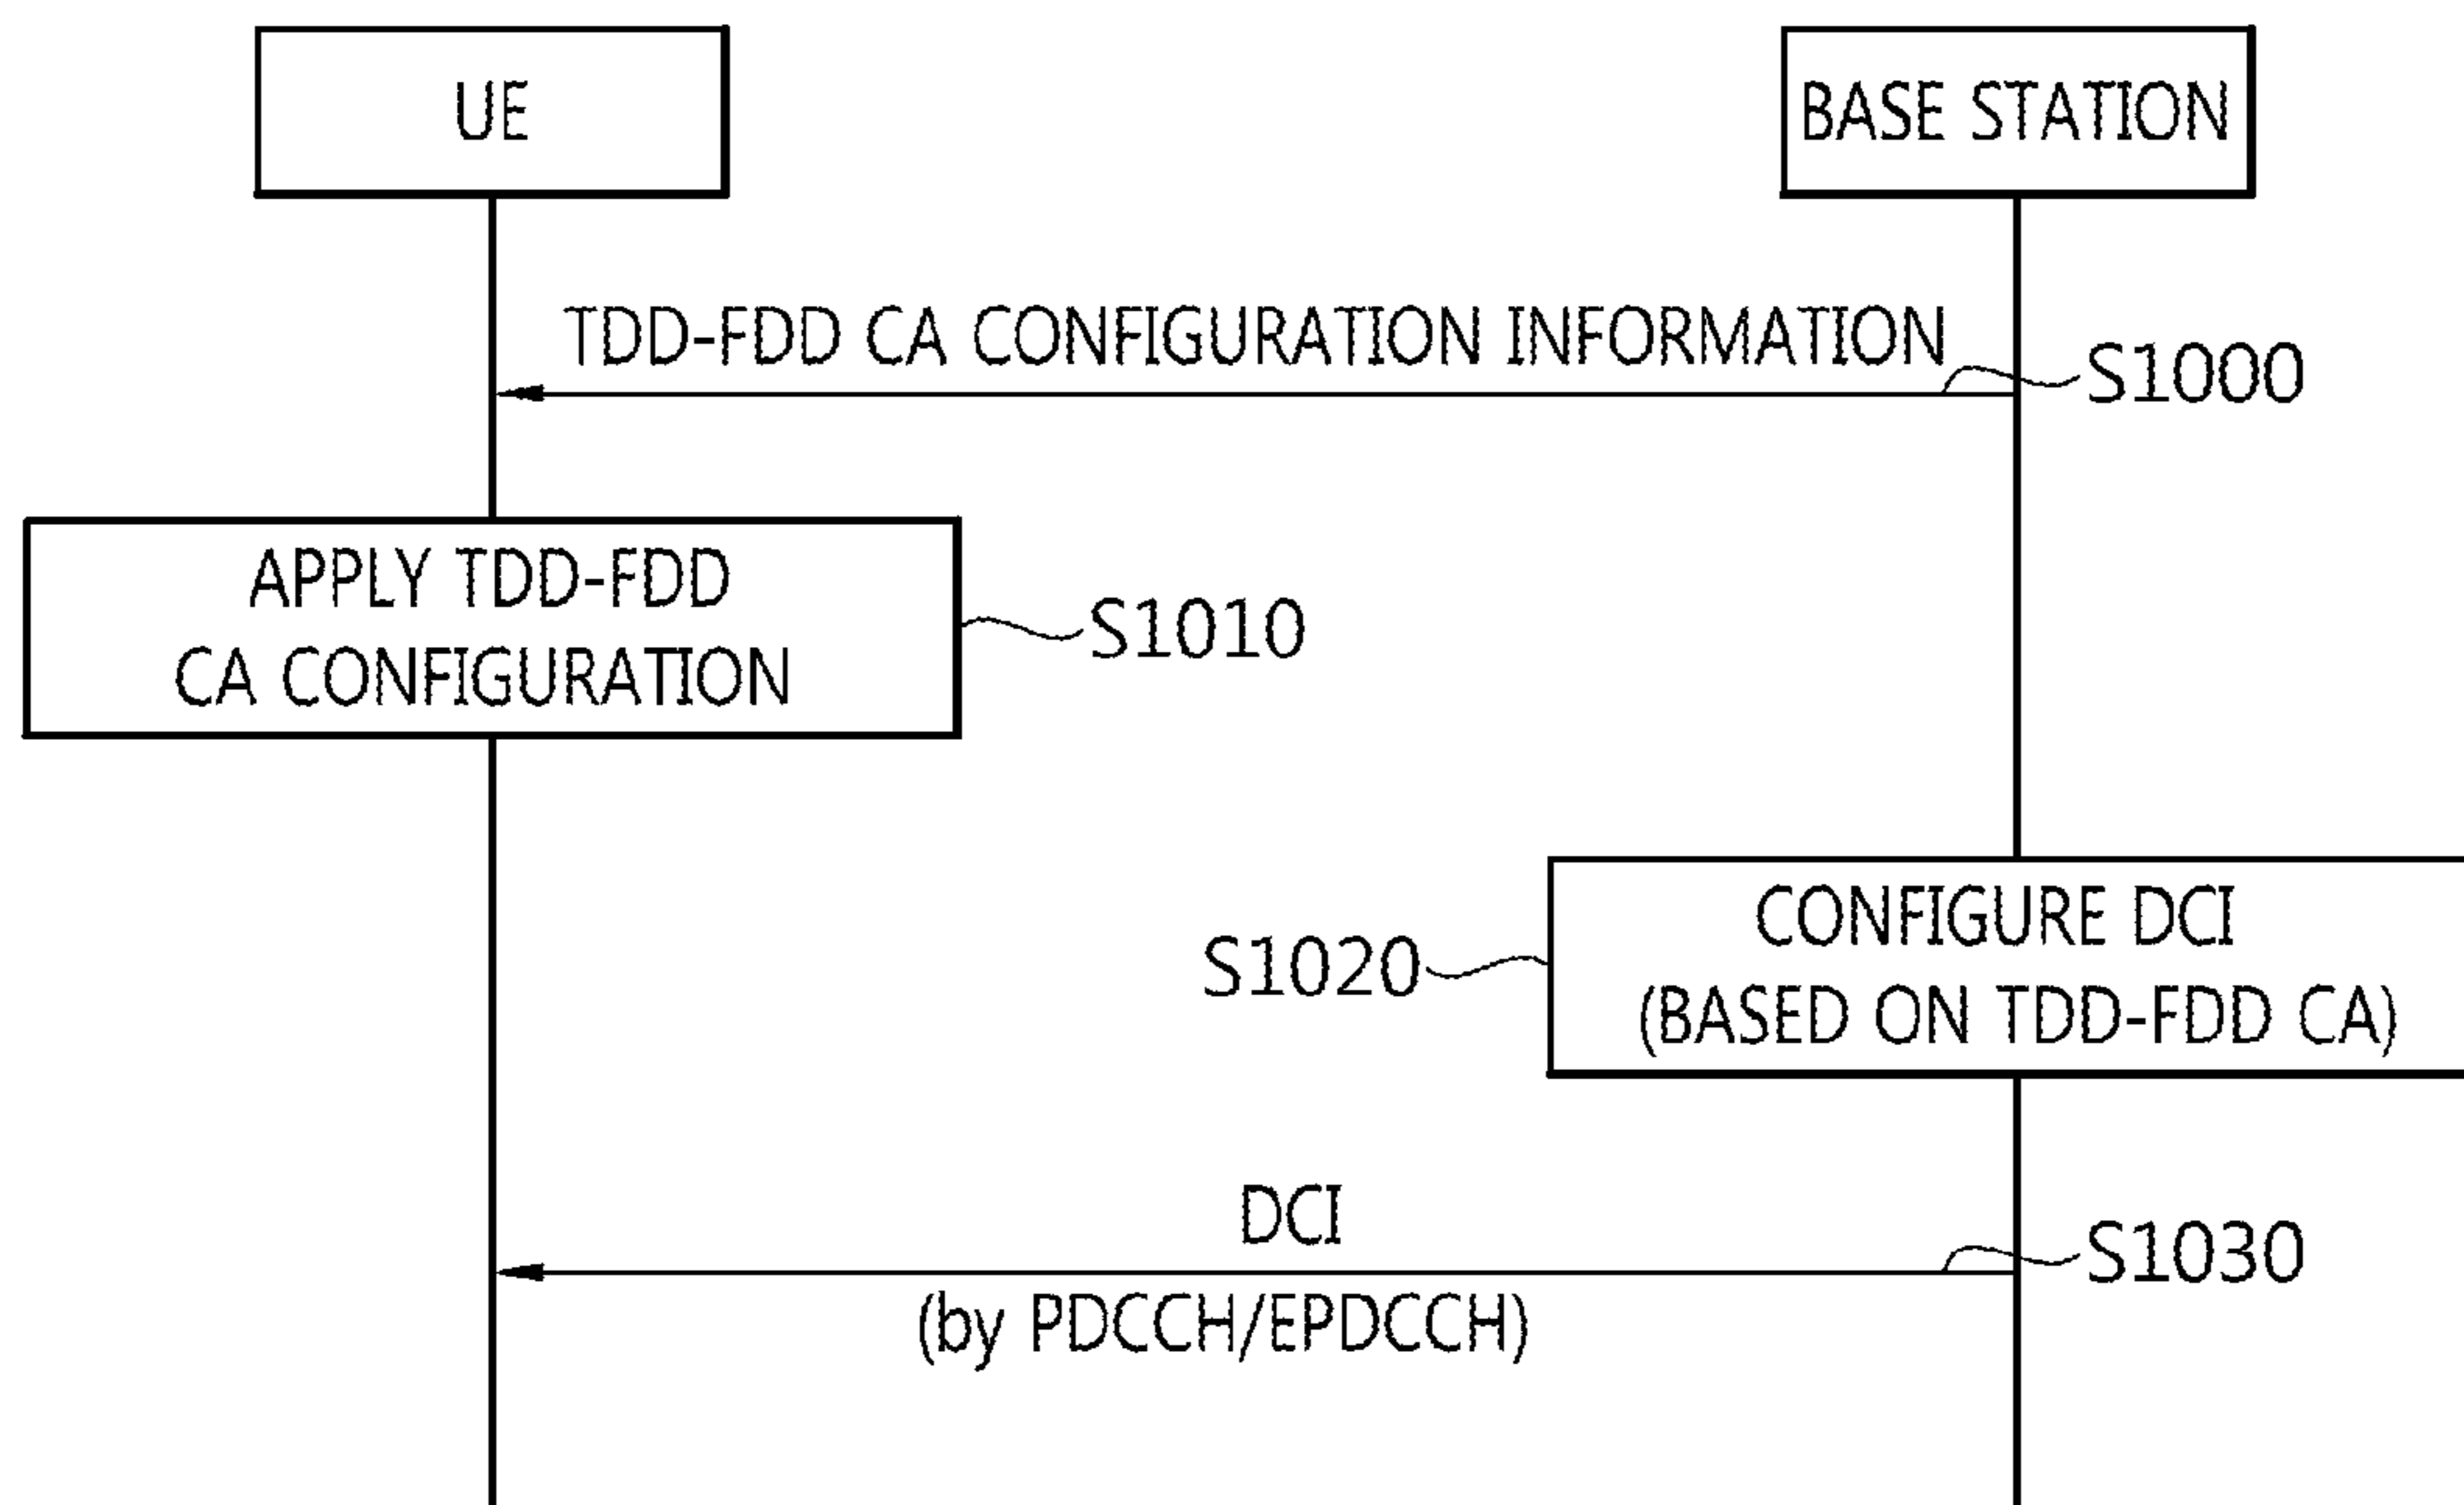 UE
BASE STATION
TDD-FDD CA CONFIGURATION INFORMATION
S1000
APPLY TDD-FDD
CA CONFIGURATION
S1010
CONFIGURE DCI
(BASED ON TDD-FDD CA)
S1020
DCI
(by PDCCH/EPDCCH)
S1030